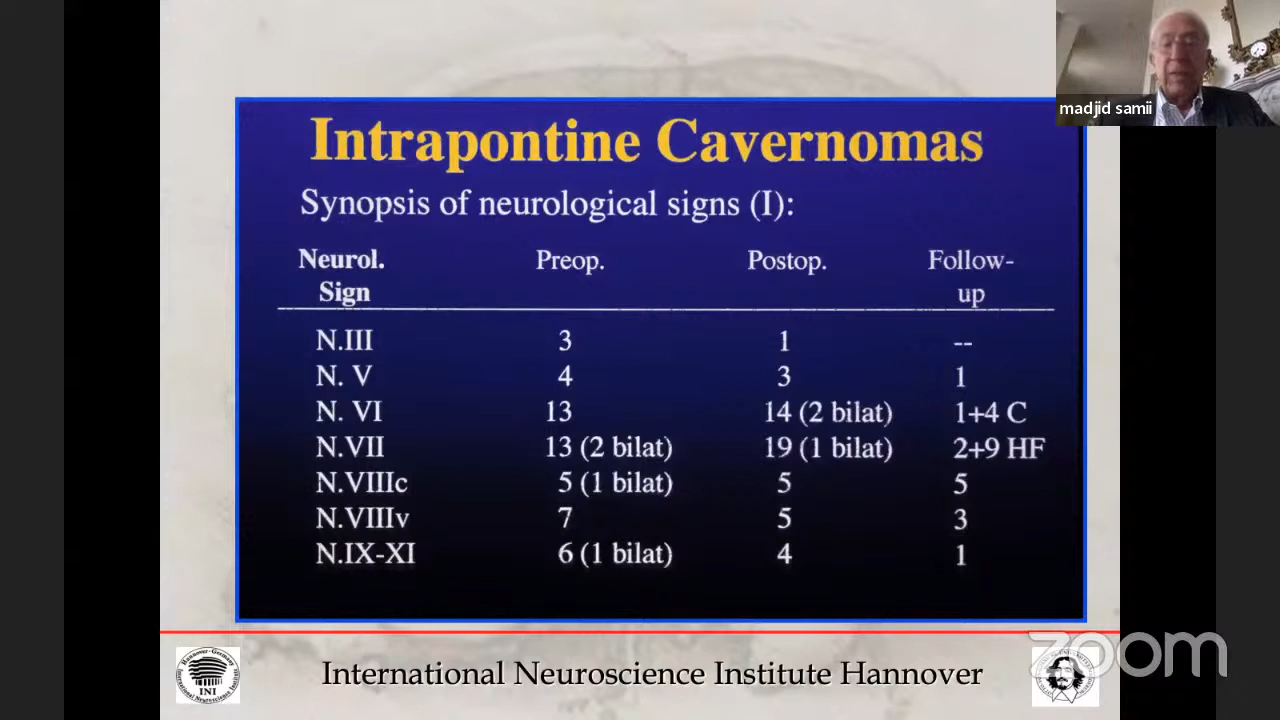 madjid samii
Intrapontine Cavernomas
Synopsis of neurological signs (I):
Neurol. Sign Preop. Postop. Follow-up
N.III 3 1 --
N. V 4 3 1
N. VI 13 14 (2 bilat) 1+4 C
N.VII 13 (2 bilat) 19 (1 bilat) 2+9 HF
N.VIIIc 5 (1 bilat) 5 5
N.VIIIv 7 5 3
N.IX-XI 6 (1 bilat) 4 1
International Neuroscience Institute Hannover
INI
zoom